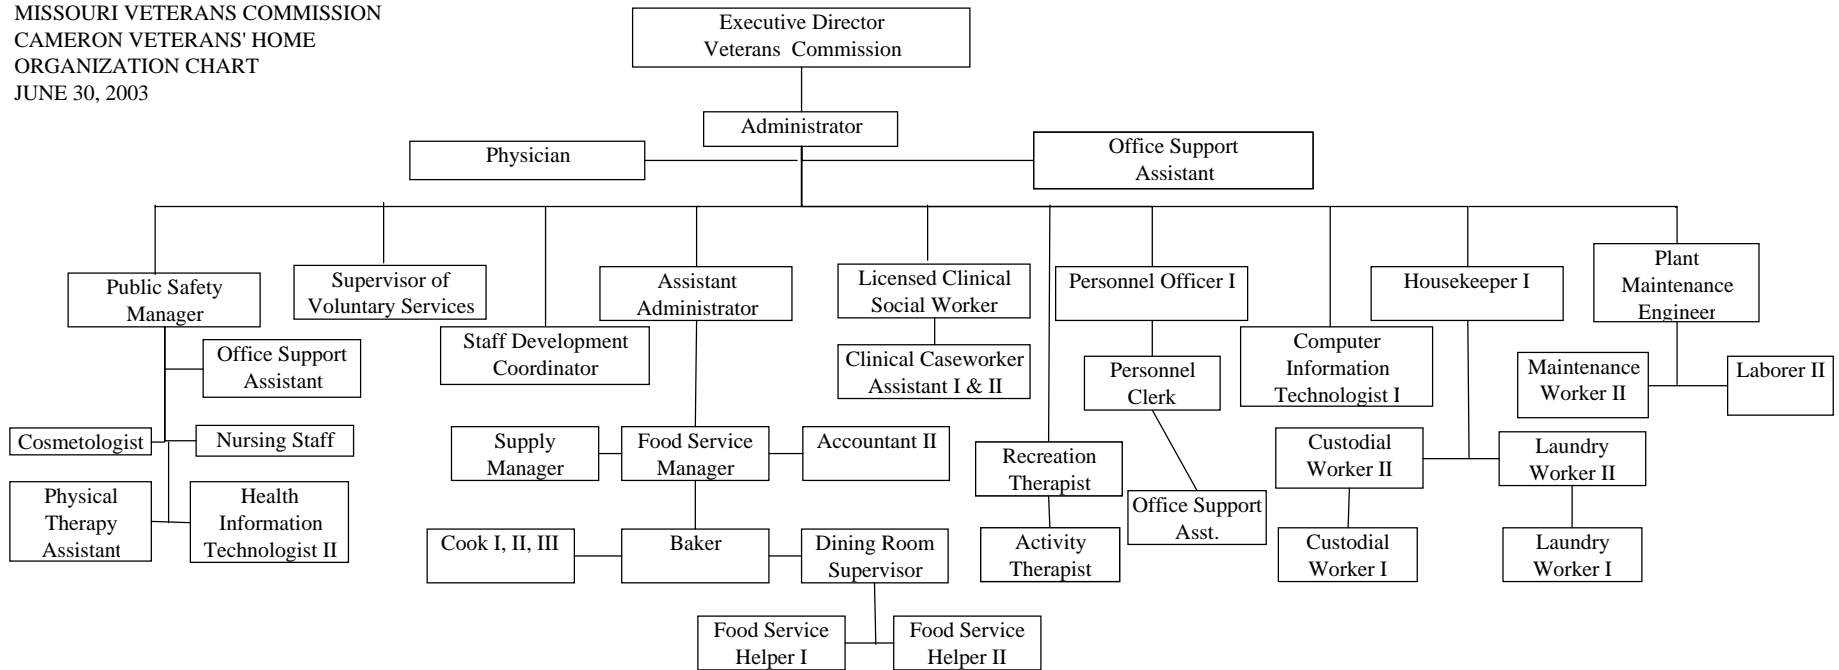 MISSOURI VETERANS COMMISSION
CAMERON VETERANS' HOME
ORGANIZATION CHART
JUNE 30, 2003
Executive Director
Veterans Commission
Administrator
Physician
Office Support
Assistant
Public Safety
Manager
Supervisor of
Voluntary Services
Staff Development
Coordinator
Assistant
Administrator
Licensed Clinical
Social Worker
Personnel Officer I
Housekeeper I
Plant
Maintenance
Engineer
Office Support
Assistant
Clinical Caseworker
Assistant I & II
Personnel
Clerk
Computer
Information
Technologist I
Maintenance
Worker II
Laborer II
Cosmetologist
Nursing Staff
Supply
Manager
Food Service
Manager
Accountant II
Recreation
Therapist
Custodial
Worker II
Laundry
Worker II
Physical
Therapy
Assistant
Health
Information
Technologist II
Office Support
Asst.
Cook I, II, III
Baker
Dining Room
Supervisor
Activity
Therapist
Custodial
Worker I
Laundry
Worker I
Food Service
Helper I
Food Service
Helper II